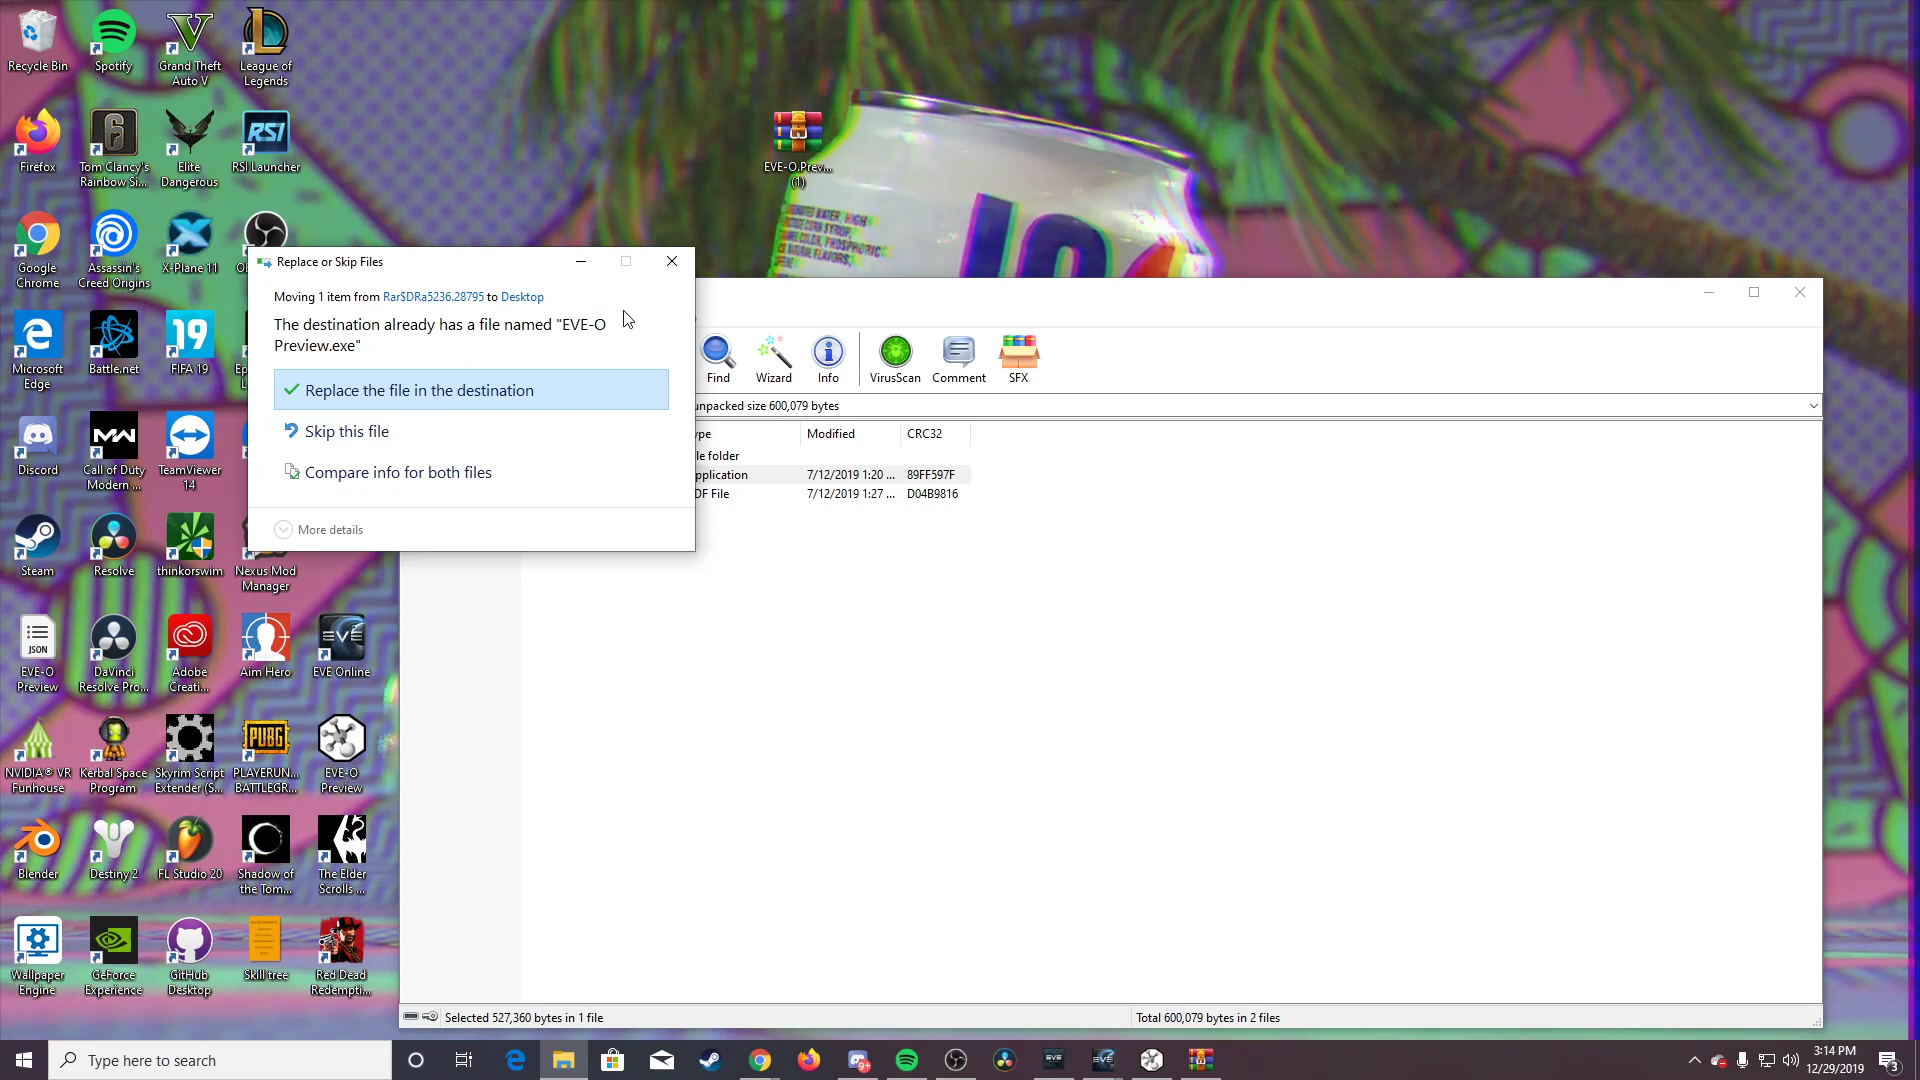 Recycle Bin
Spotify
Grand Theft
Auto V
League of
Legends
Firefox
Tom Clancy's
Rainbow Si...
Elite
Dangerous
RSI
RSI Launcher
EVE-O.Prev...
(1)
Google
Chrome
Assassin's
Creed Origins
X-Plane 11
Microsoft
Edge
Battle.net
19
FIFA 19
Discord
Call of Duty
Modern ...
TeamViewer
14
Steam
Resolve
thinkorswim
Nexus Mod
Manager
JSON
EVE-O
Preview
DaVinci
Resolve Pro...
Adobe
Creati...
Aim Hero
EVE
EVE Online
NVIDIA® VR
Funhouse
Kerbal Space
Program
Skyrim Script
Extender (S...
PUBG
PLAYERUN...
BATTLEGR...
EVE-O
Preview
Blender
Destiny 2
FL Studio 20
Shadow of
the Tom...
The Elder
Scrolls ...
Wallpaper
Engine
GeForce
Experience
GitHub
Desktop
Skill tree
Red Dead
Redempti...
Replace or Skip Files
Moving 1 item from Rar$DRa5236.28795 to Desktop
The destination already has a file named "EVE-O
Preview.exe"
Replace the file in the destination
Skip this file
Compare info for both files
More details
Find
Wizard
Info
VirusScan
Comment
SFX
unpacked size 600,079 bytes
ype
Modified
CRC32
le folder
pplication
7/12/2019 1:20 ...
89FF597F
DF File
7/12/2019 1:27 ...
D04B9816
Selected 527,360 bytes in 1 file
Total 600,079 bytes in 2 files
Type here to search
9+
3:14 PM
12/29/2019
3